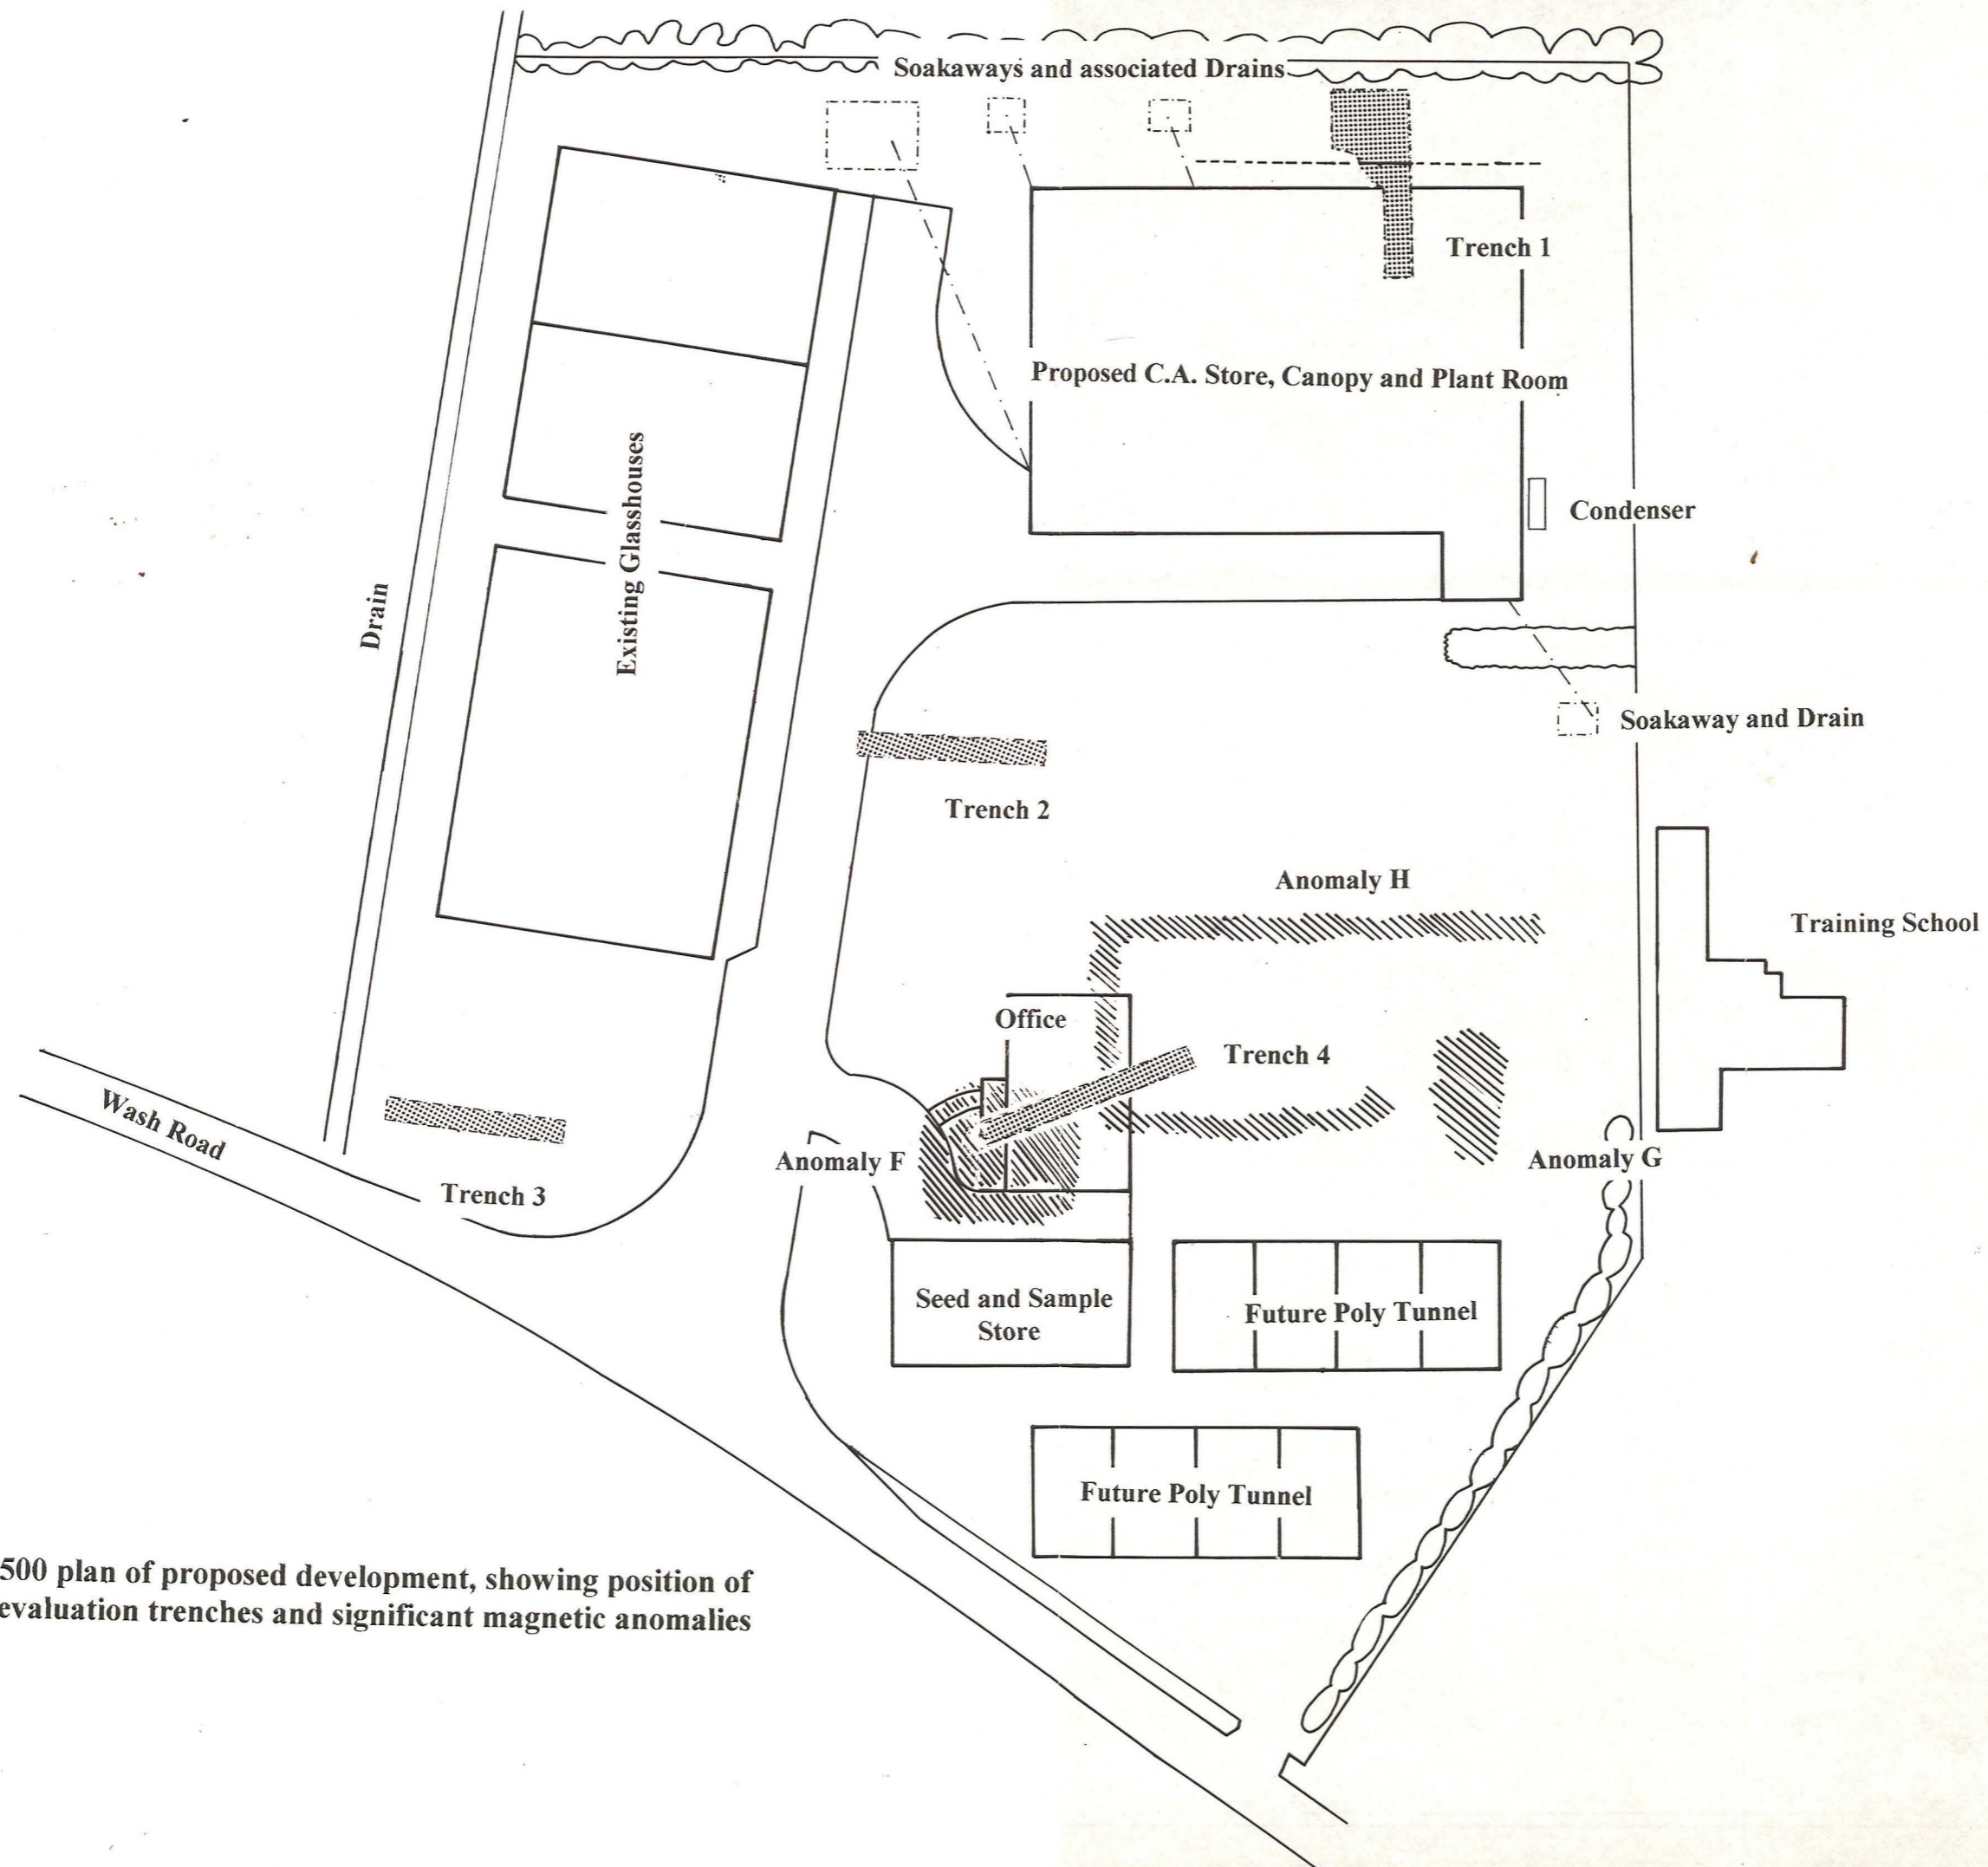 Soakaways and associated Drains
Trench 1
Proposed C.A. Store, Canopy and Plant Room
Existing Glasshouses
Condenser
Drain
Soakaway and Drain
Trench 2
Anomaly H
Training School
Office
Trench 4
Wash Road
Anomaly F
Anomaly G
Trench 3
Seed and Sample
Store
Future Poly Tunnel
Future Poly Tunnel
500 plan of proposed development, showing position of
evaluation trenches and significant magnetic anomalies